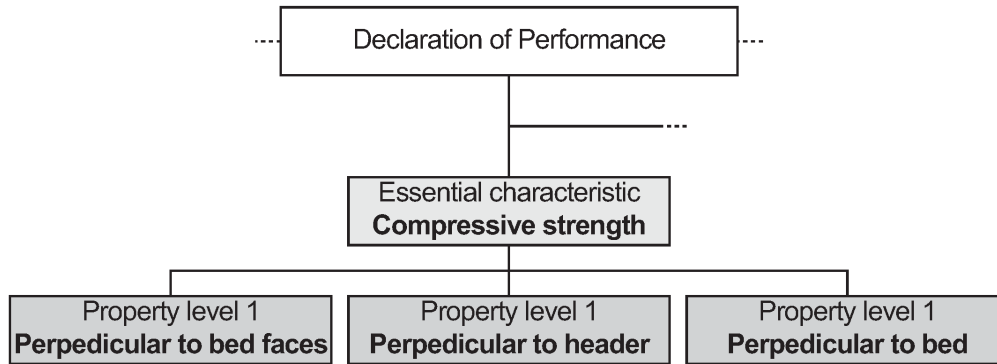 Declaration of Performance
Essential characteristic
Compressive strength
Property level 1
Perpedicular to bed faces
Property level 1
Perpedicular to header
Property level 1
Perpedicular to bed